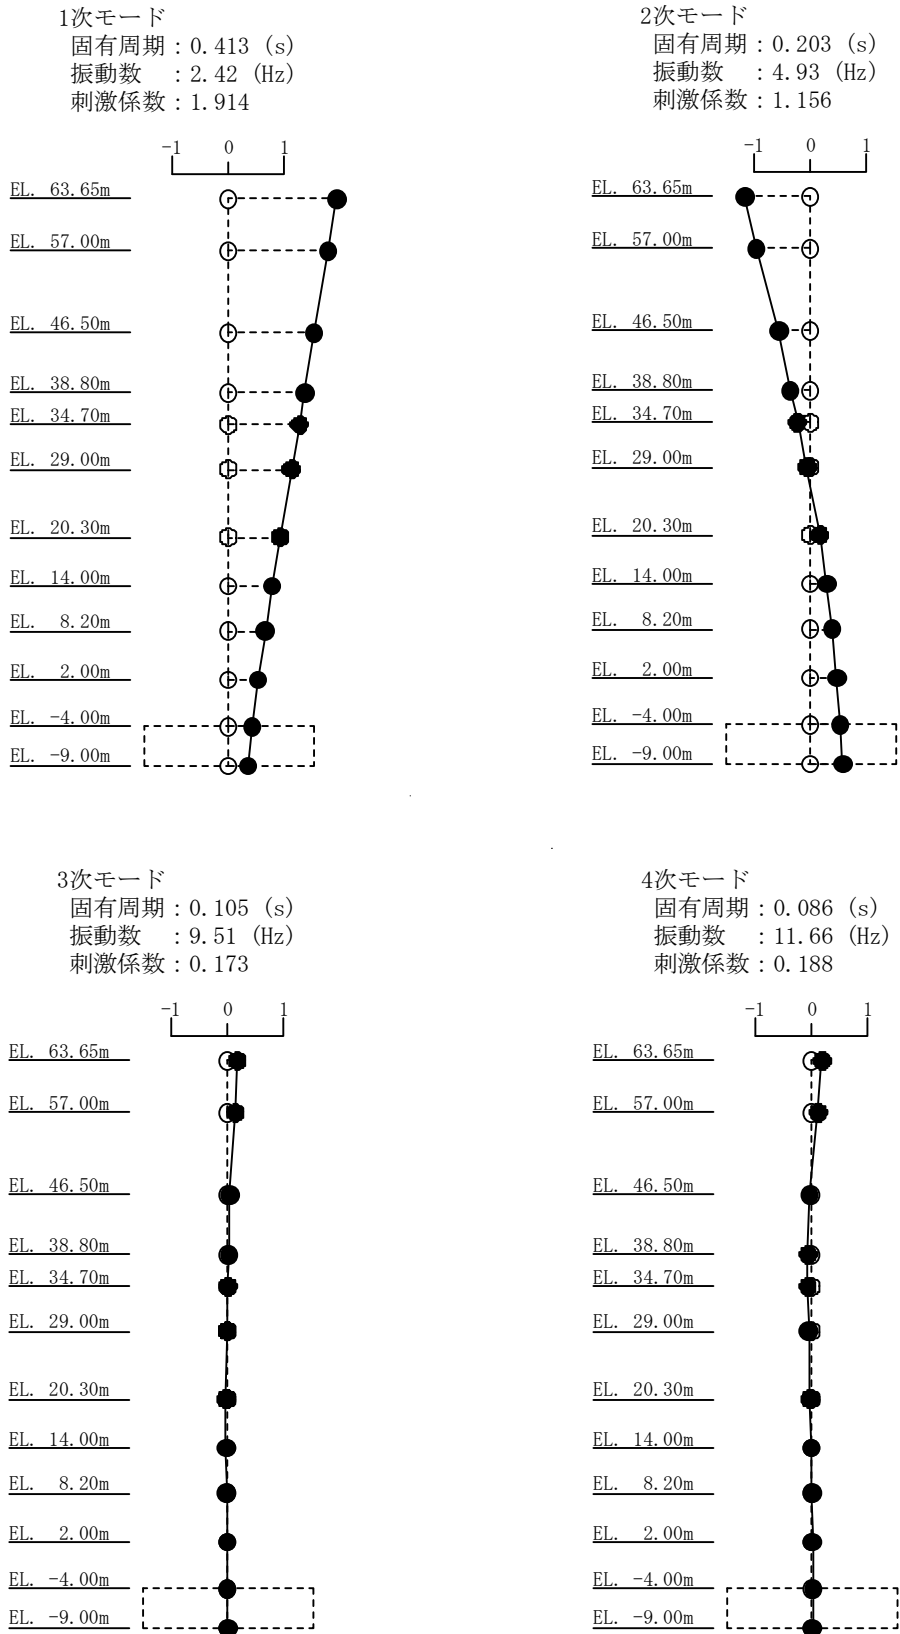 1次モード
固有周期：0.413 (s)
振動数　：2.42 (Hz)
刺激係数：1.914
-1 0 1
EL. 63.65m
EL. 57.00m
EL. 46.50m
EL. 38.80m
EL. 34.70m
EL. 29.00m
EL. 20.30m
EL. 14.00m
EL. 8.20m
EL. 2.00m
EL. -4.00m
EL. -9.00m
2次モード
固有周期：0.203 (s)
振動数　：4.93 (Hz)
刺激係数：1.156
-1 0 1
EL. 63.65m
EL. 57.00m
EL. 46.50m
EL. 38.80m
EL. 34.70m
EL. 29.00m
EL. 20.30m
EL. 14.00m
EL. 8.20m
EL. 2.00m
EL. -4.00m
EL. -9.00m
3次モード
固有周期：0.105 (s)
振動数　：9.51 (Hz)
刺激係数：0.173
-1 0 1
EL. 63.65m
EL. 57.00m
EL. 46.50m
EL. 38.80m
EL. 34.70m
EL. 29.00m
EL. 20.30m
EL. 14.00m
EL. 8.20m
EL. 2.00m
EL. -4.00m
EL. -9.00m
4次モード
固有周期：0.086 (s)
振動数　：11.66 (Hz)
刺激係数：0.188
-1 0 1
EL. 63.65m
EL. 57.00m
EL. 46.50m
EL. 38.80m
EL. 34.70m
EL. 29.00m
EL. 20.30m
EL. 14.00m
EL. 8.20m
EL. 2.00m
EL. -4.00m
EL. -9.00m